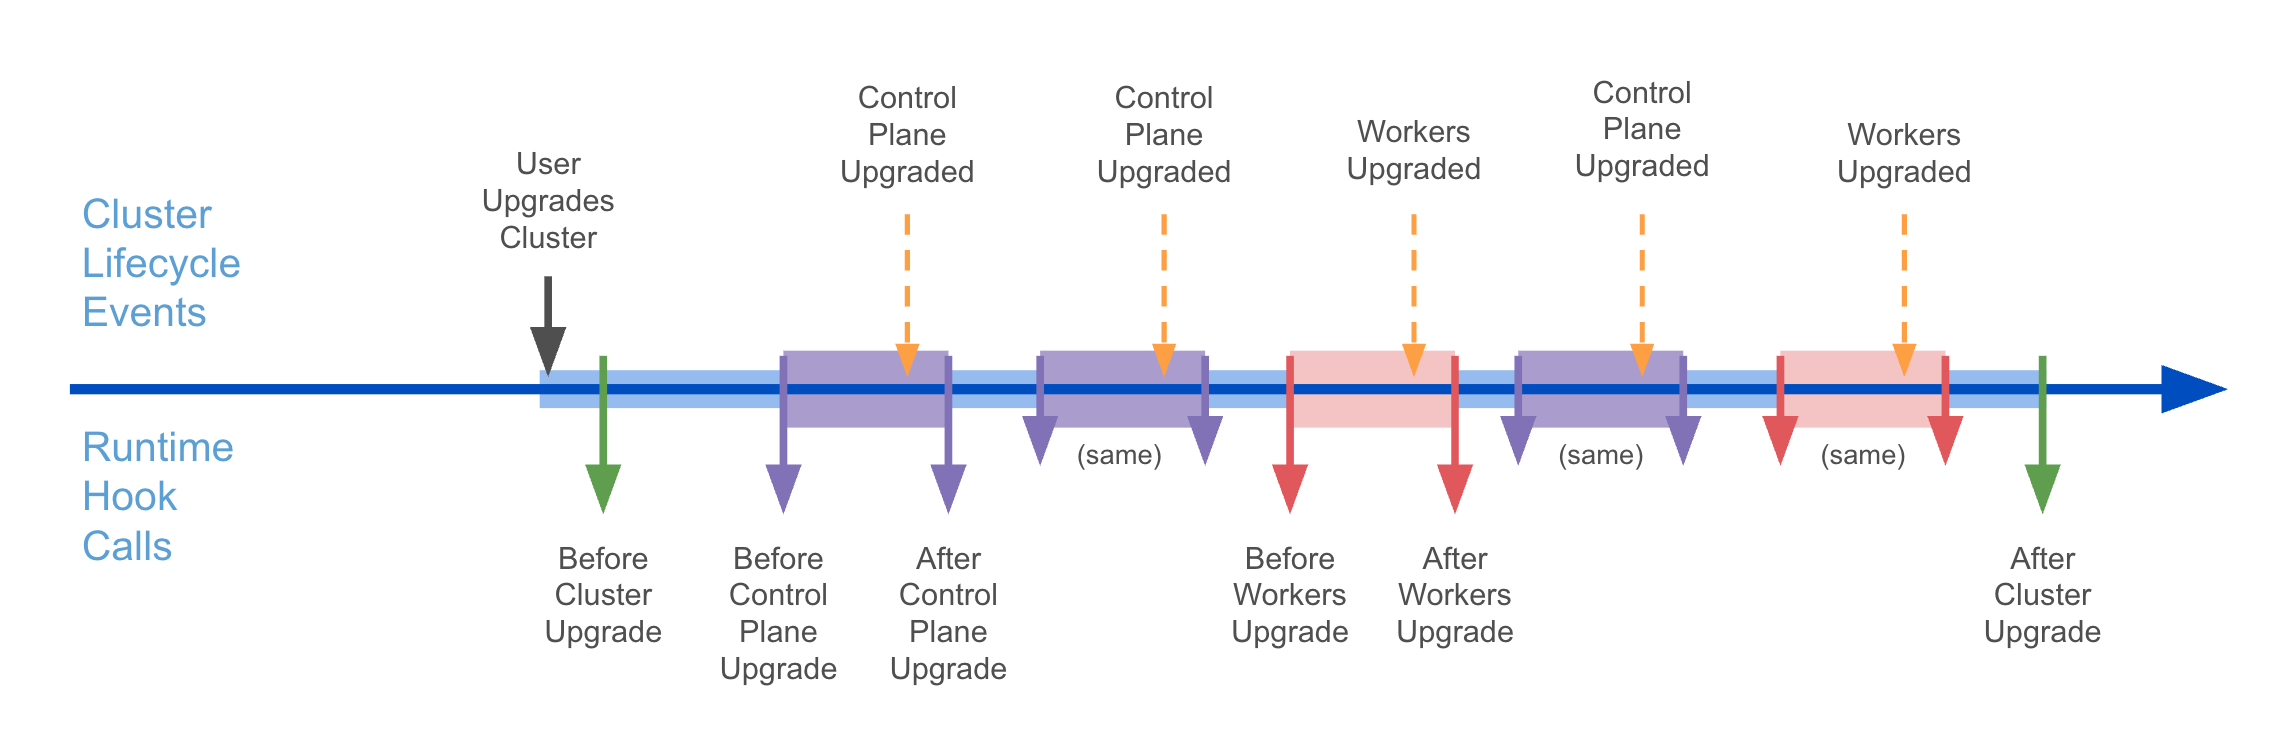 Cluster
Lifecycle
Events
User
Upgrades
Cluster
Control
Plane
Upgraded
Control
Plane
Upgraded
Workers
Upgraded
Control
Plane
Upgraded
Workers
Upgraded
Runtime
Hook
Calls
Before
Cluster
Upgrade
Before
Control
Plane
Upgrade
After
Control
Plane
Upgrade
(same)
Before
Workers
Upgrade
After
Workers
Upgrade
(same)
(same)
After
Cluster
Upgrade